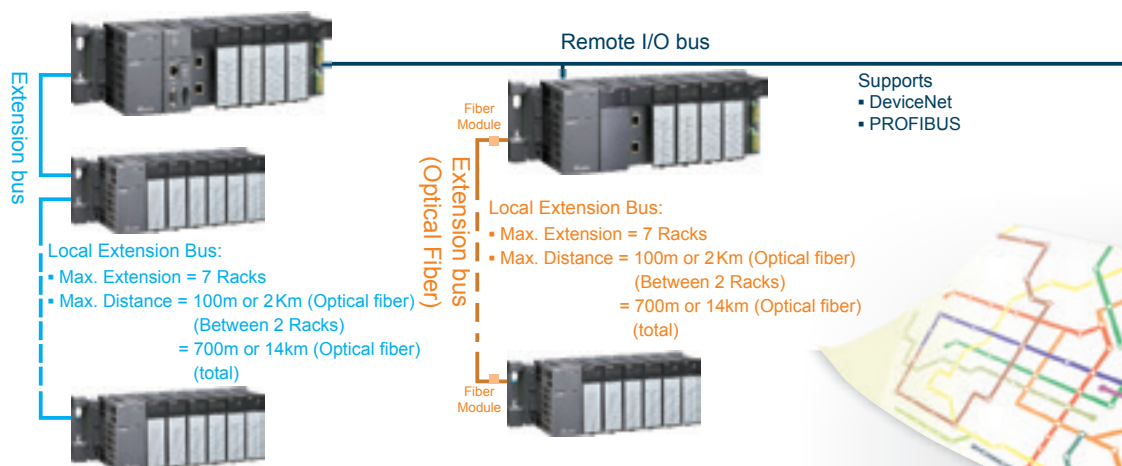 Remote I/O bus
Supports
▪ DeviceNet
▪ PROFIBUS
Extension bus
Fiber
Module
Extension bus
(Optical Fiber)
Local Extension Bus:
▪ Max. Extension = 7 Racks
▪ Max. Distance = 100m or 2Km (Optical fiber)
(Between 2 Racks)
= 700m or 14km (Optical fiber)
(total)
Local Extension Bus:
▪ Max. Extension = 7 Racks
▪ Max. Distance = 100m or 2Km (Optical fiber)
(Between 2 Racks)
= 700m or 14km (Optical fiber)
(total)
Fiber
Module